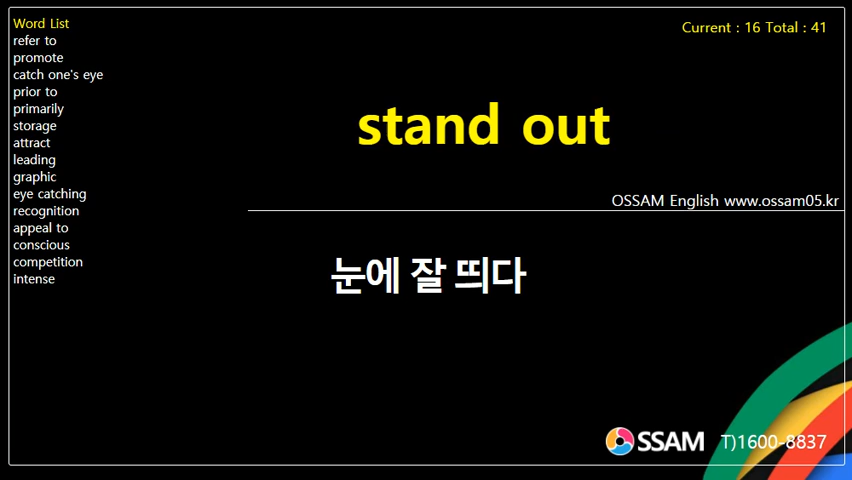 Word List
refer to
promote
catch one's eye
prior to
primarily
storage
attract
leading
graphic
eye catching
recognition
appeal to
conscious
competition
intense
Current : 16 Total : 41
stand out
OSSAM English www.ossam05.kr
눈에 잘 띄다
OSSAM T)1600-8837